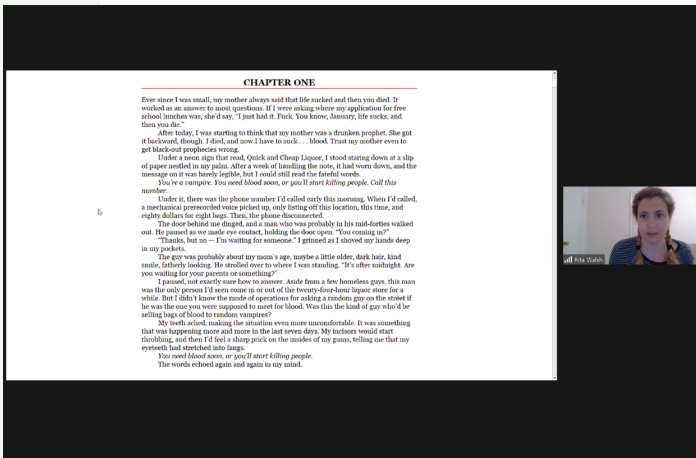 CHAPTER ONE
Ever since I was small, my mother always said that life sucked and then you died. It
worked as an answer to most questions. If I were asking where my application for free
school lunches was, she'd say, "I just had it. Fuck. You know, January, life sucks, and
then you die."
After today, I was starting to think that my mother was a drunken prophet. She got
it backward, though. I died, and now I have to suck . . . blood. Trust my mother even to
get black-out prophecies wrong.
Under a neon sign that read, Quick and Cheap Liquor, I stood staring down at a slip
of paper nestled in my palm. After a week of handling the note, it had worn down, and the
message on it was barely legible, but I could still read the fateful words.
You're a vampire. You need blood soon, or you'll start killing people. Call this
number.
Under it, there was the phone number I'd called early this morning. When I'd called,
a mechanical prerecorded voice picked up, only listing off this location, this time, and
eighty dollars for eight bags. Then, the phone disconnected.
The door behind me dinged, and a man who was probably in his mid-forties walked
out. He paused as we made eye contact, holding the door open. "You coming in?"
"Thanks, but no — I'm waiting for someone." I grinned as I shoved my hands deep
in my pockets.
The guy was probably about my mom's age, maybe a little older, dark hair, kind
smile, fatherly looking. He strolled over to where I was standing. "It's after midnight. Are
you waiting for your parents or something?"
I paused, not exactly sure how to answer. Aside from a few homeless guys, this man
was the only person I'd seen come in or out of the twenty-four-hour liquor store for a
while. But I didn't know the mode of operations for asking a random guy on the street if
he was the one you were supposed to meet for blood. Was this the kind of guy who'd be
selling bags of blood to random vampires?
My teeth ached, making the situation even more uncomfortable. It was something
that was happening more and more in the last seven days. My incisors would start
throbbing, and then I'd feel a sharp prick on the insides of my gums, telling me that my
eyeteeth had stretched into fangs.
You need blood soon, or you'll start killing people.
The words echoed again and again in my mind.
Rita Walsh